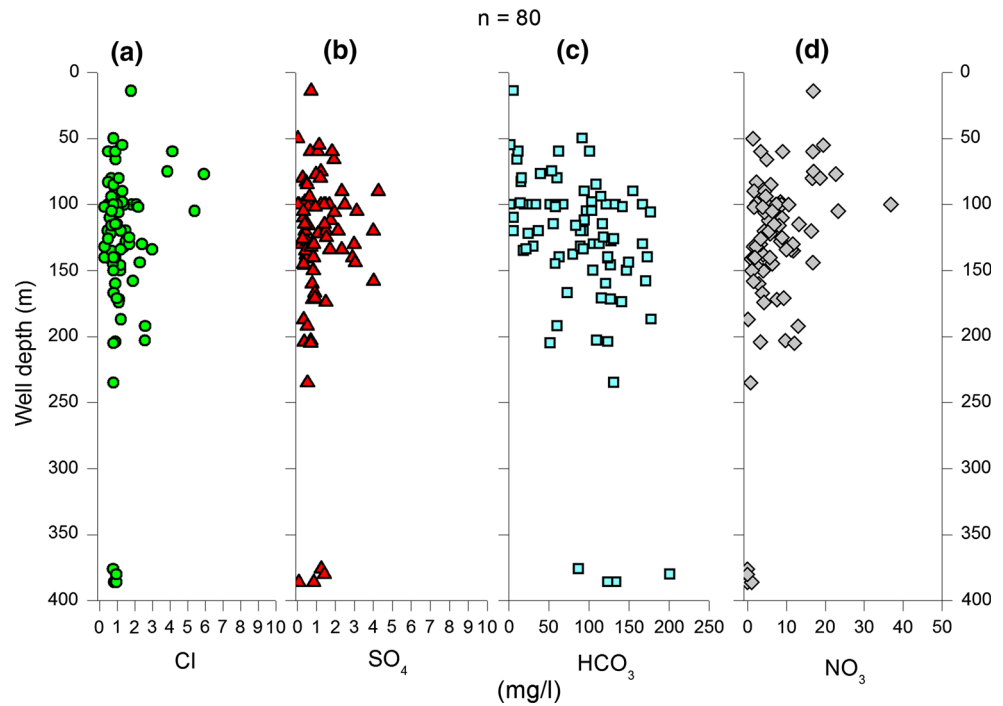 n = 80
(a) (b) (c) (d)
0 0
50 50
100 100
150 150
200 200
250 250
300 300
350 350
400 400
Well depth (m)
0 1 2 3 4 5 6 7 8 9 10 0 1 2 3 4 5 6 7 8 9 10 0 50 100 150 200 250 0 10 20 30 40 50
Cl SO₄ HCO₃ NO₃
(mg/l)